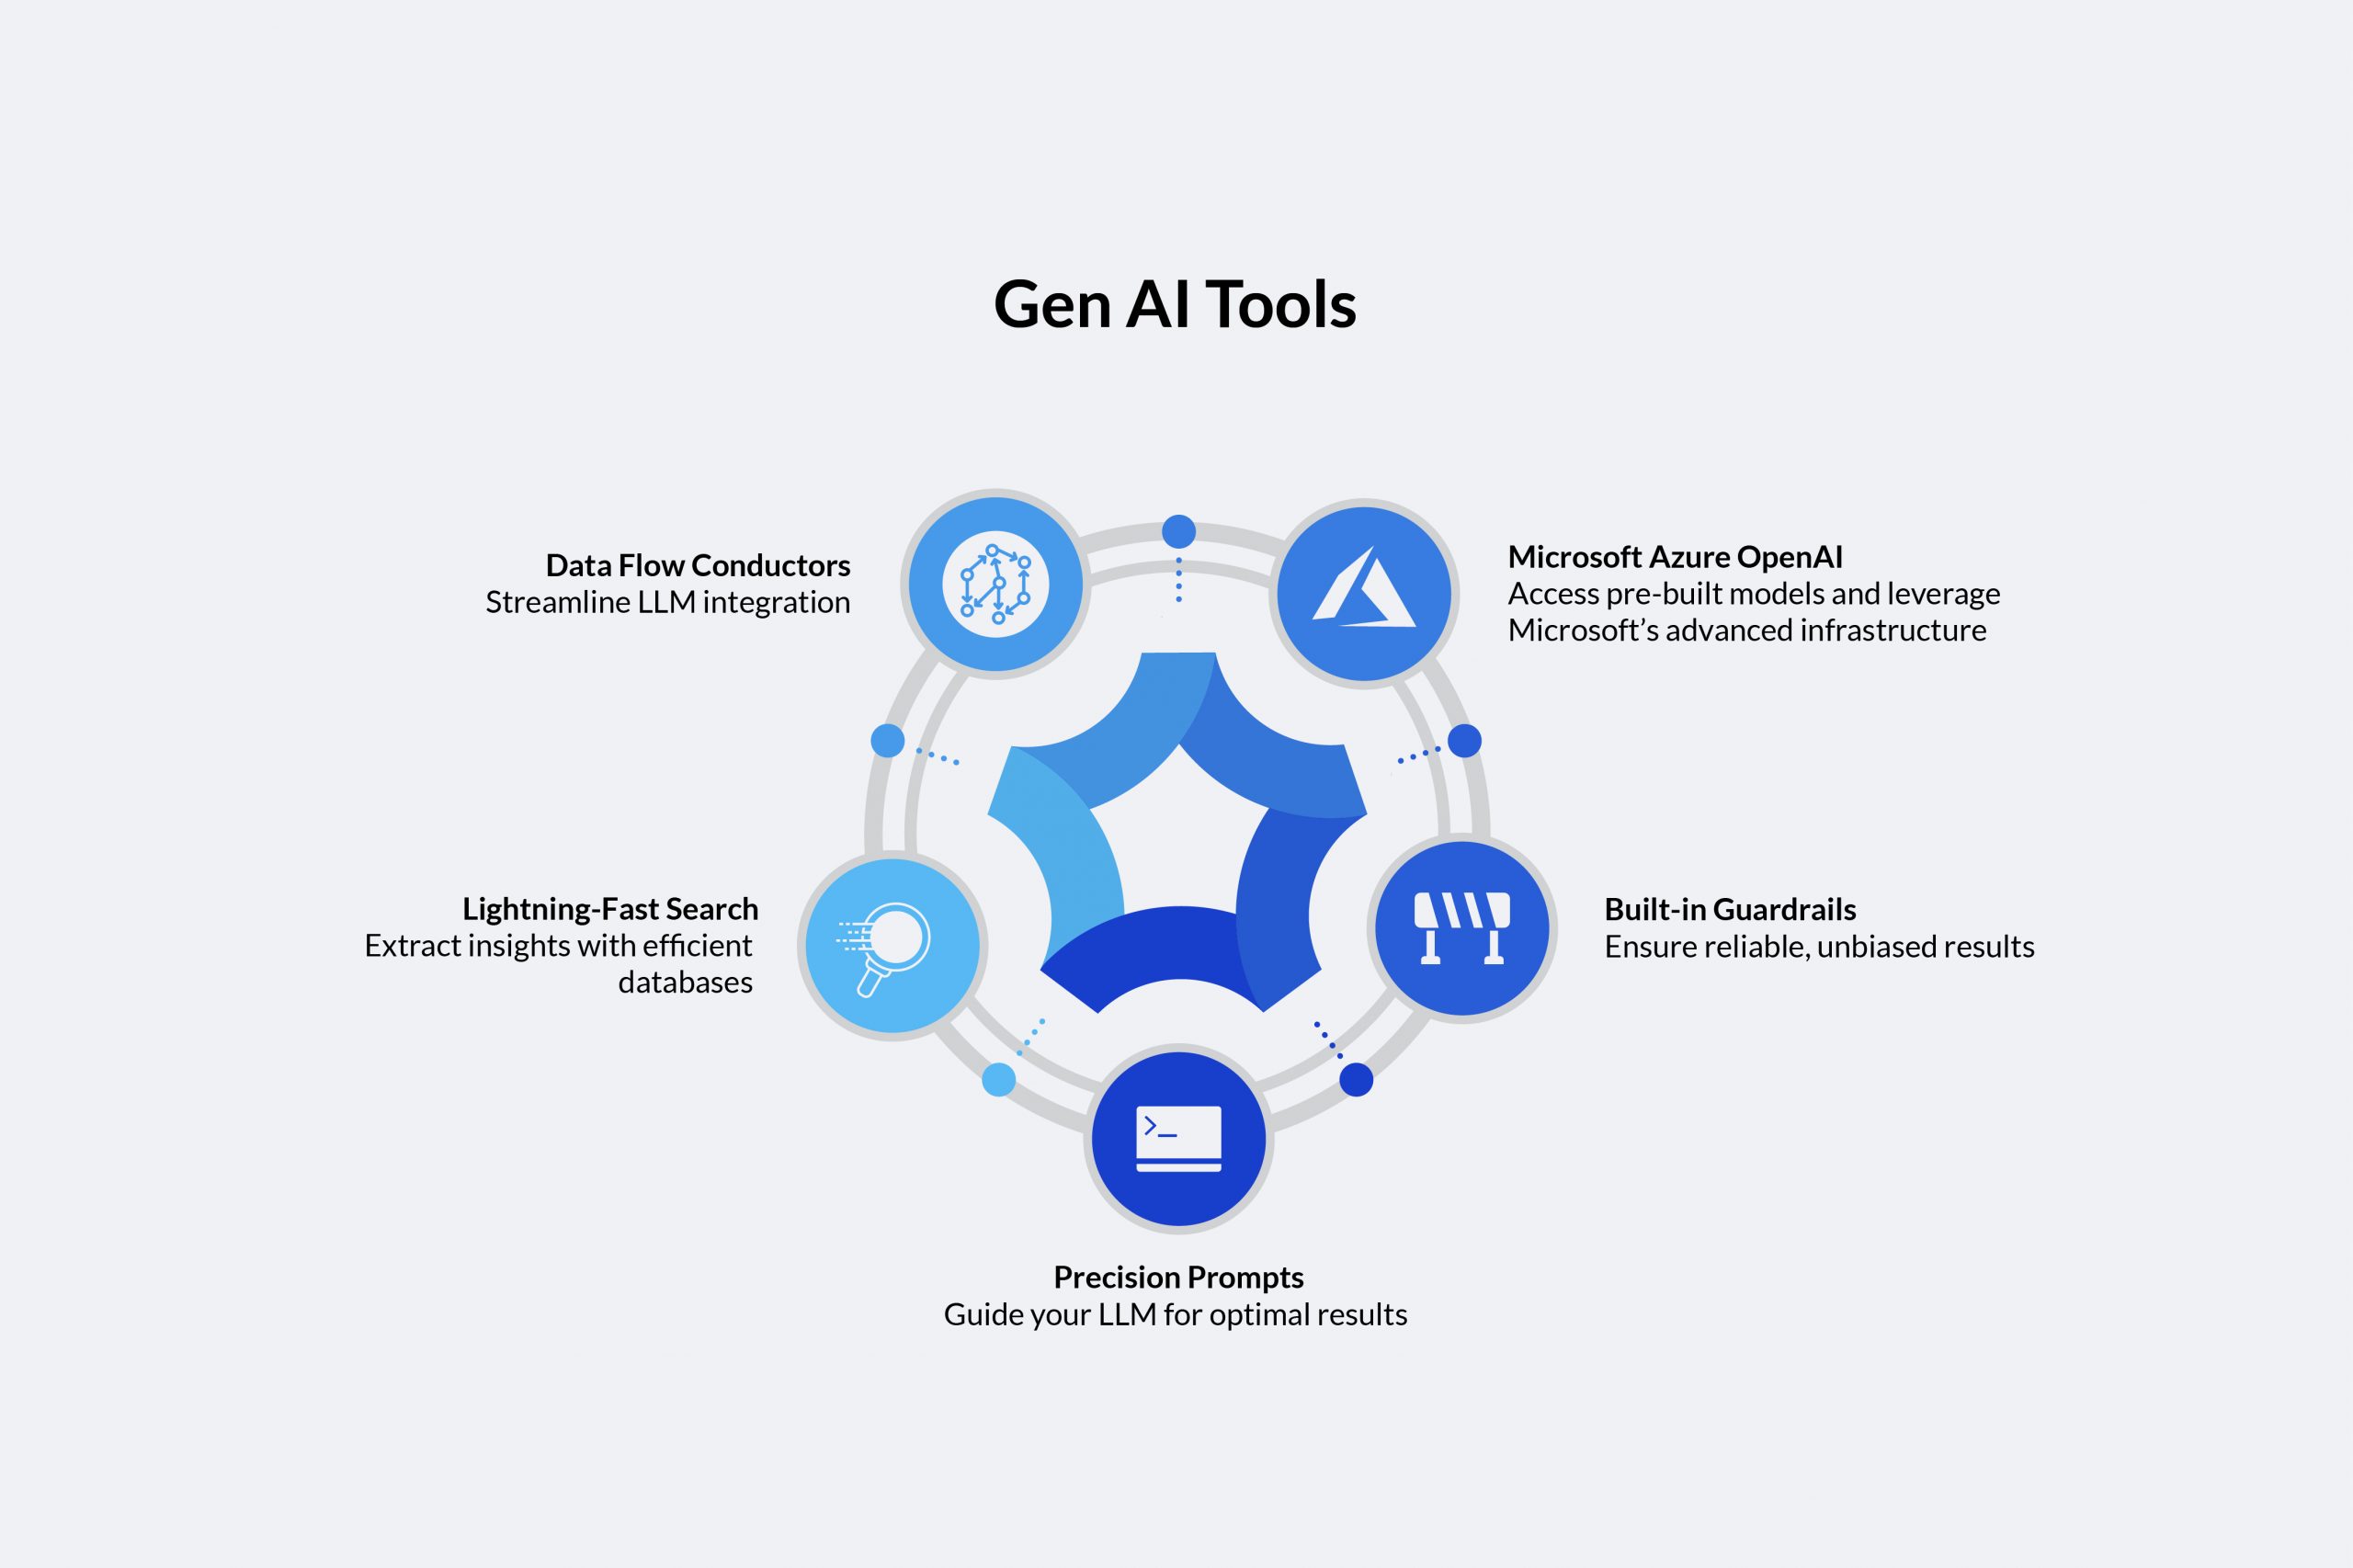 Gen AI Tools
Data Flow Conductors
Streamline LLM integration
Microsoft Azure OpenAI
Access pre-built models and leverage
Microsoft’s advanced infrastructure
Lightning-Fast Search
Extract insights with efficient
databases
Built-in Guardrails
Ensure reliable, unbiased results
>_
Precision Prompts
Guide your LLM for optimal results